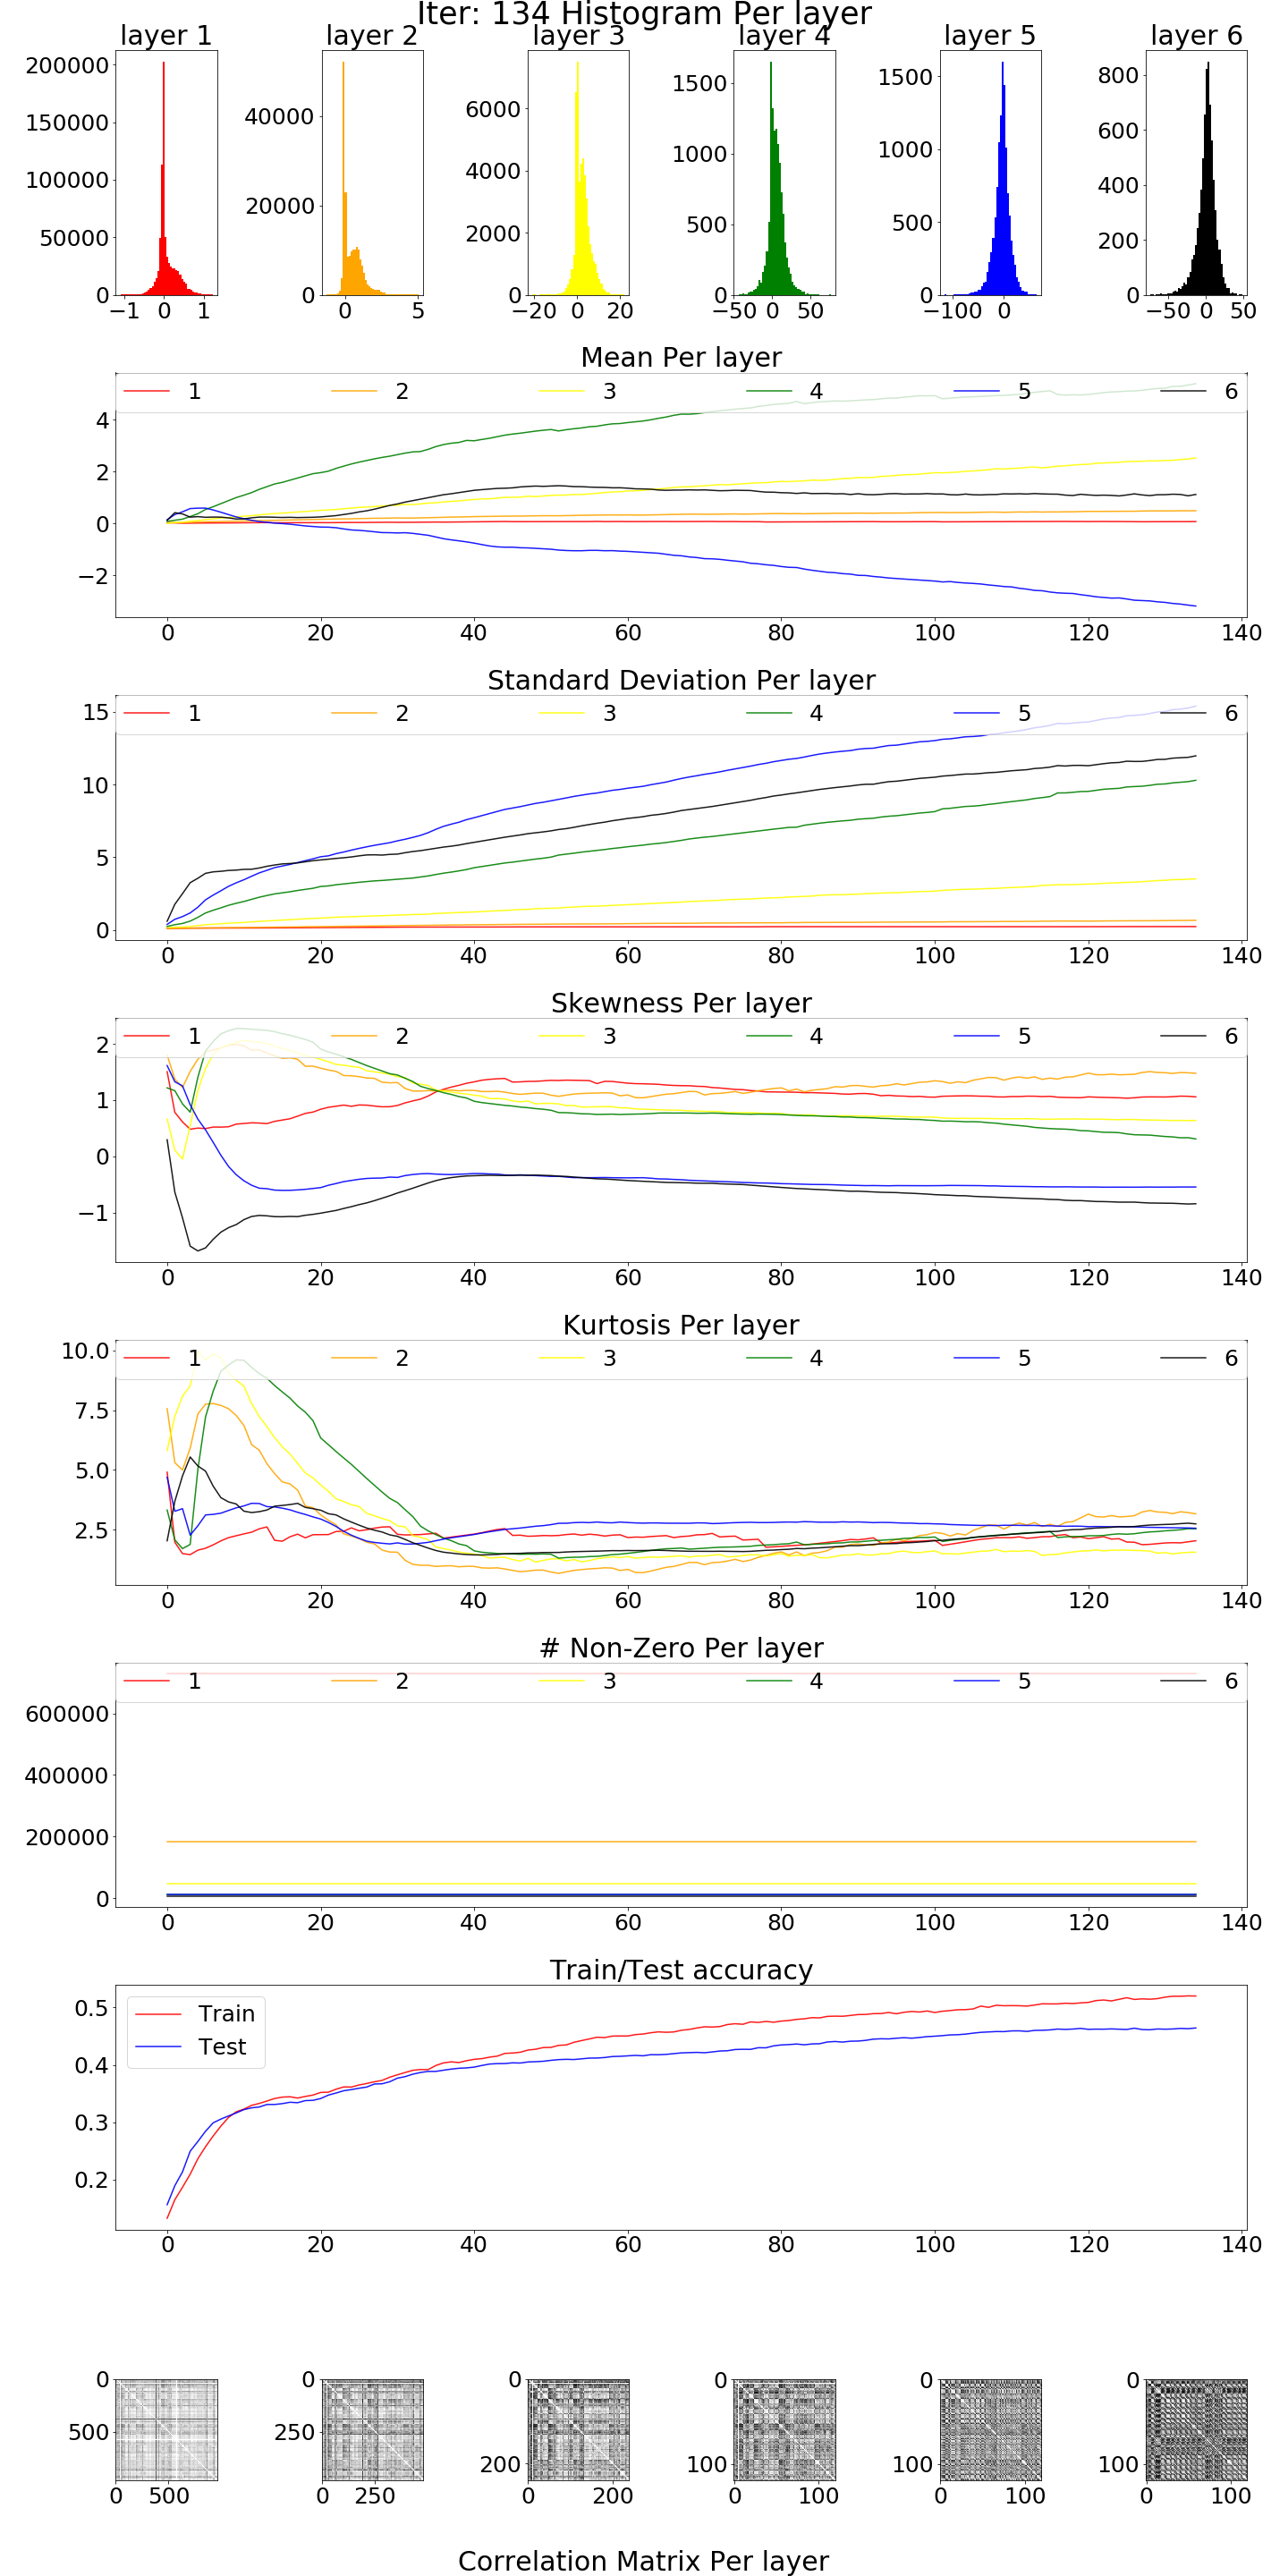 Iter: 134 Histogram Per layer
layer 1 layer 2 layer 3 layer 4 layer 5 layer 6
200000
150000
100000
50000
0
−1 0 1
40000
20000
0
0 5
6000
4000
2000
0
−20 0 20
1500
1000
500
0
−50 0 50
1500
1000
500
0
−100 0
800
600
400
200
0
−50 0 50
Mean Per layer
1 2 3 4 5 6
4
2
0
−2
0 20 40 60 80 100 120 140
Standard Deviation Per layer
1 2 3 4 5 6
15
10
5
0
0 20 40 60 80 100 120 140
Skewness Per layer
1 2 3 4 5 6
2
1
0
−1
0 20 40 60 80 100 120 140
Kurtosis Per layer
1 2 3 4 5 6
10.0
7.5
5.0
2.5
0 20 40 60 80 100 120 140
# Non-Zero Per layer
1 2 3 4 5 6
600000
400000
200000
0
0 20 40 60 80 100 120 140
Train/Test accuracy
Train
Test
0.5
0.4
0.3
0.2
0 20 40 60 80 100 120 140
0
500
0 500
0
250
0 250
0
200
0 200
0
100
0 100
0
100
0 100
0
100
0 100
Correlation Matrix Per layer